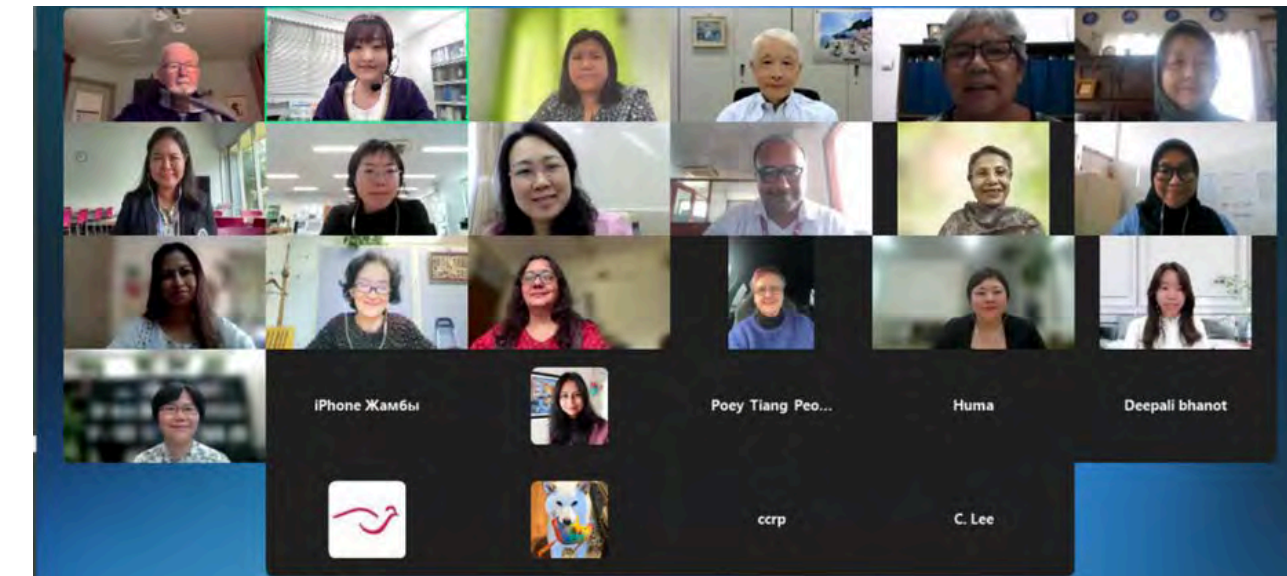 iPhone Жамбы
Poey Tiang Peo...
Huma
Deepali bhanot
ccrp
C. Lee